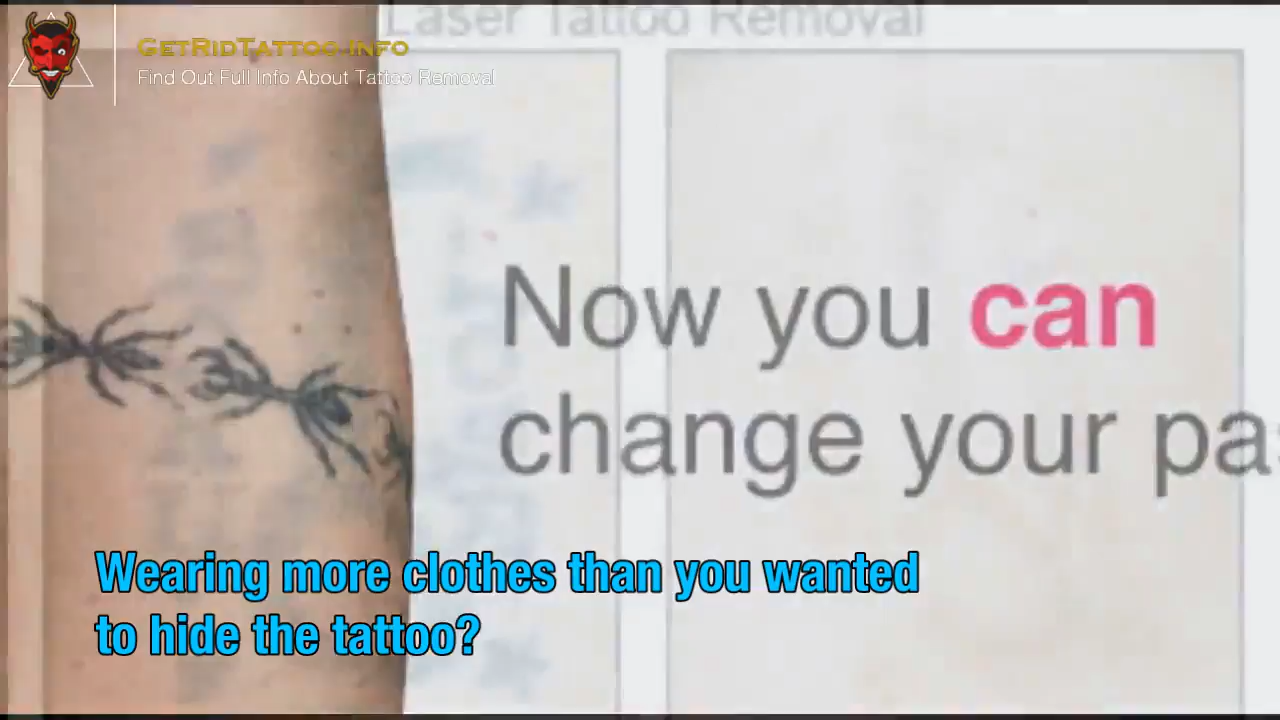 Laser Tattoo Removal
GetRidTattoo.Info
Find Out Full Info About Tattoo Removal
Now you can
change your pas
Wearing more clothes than you wanted
to hide the tattoo?